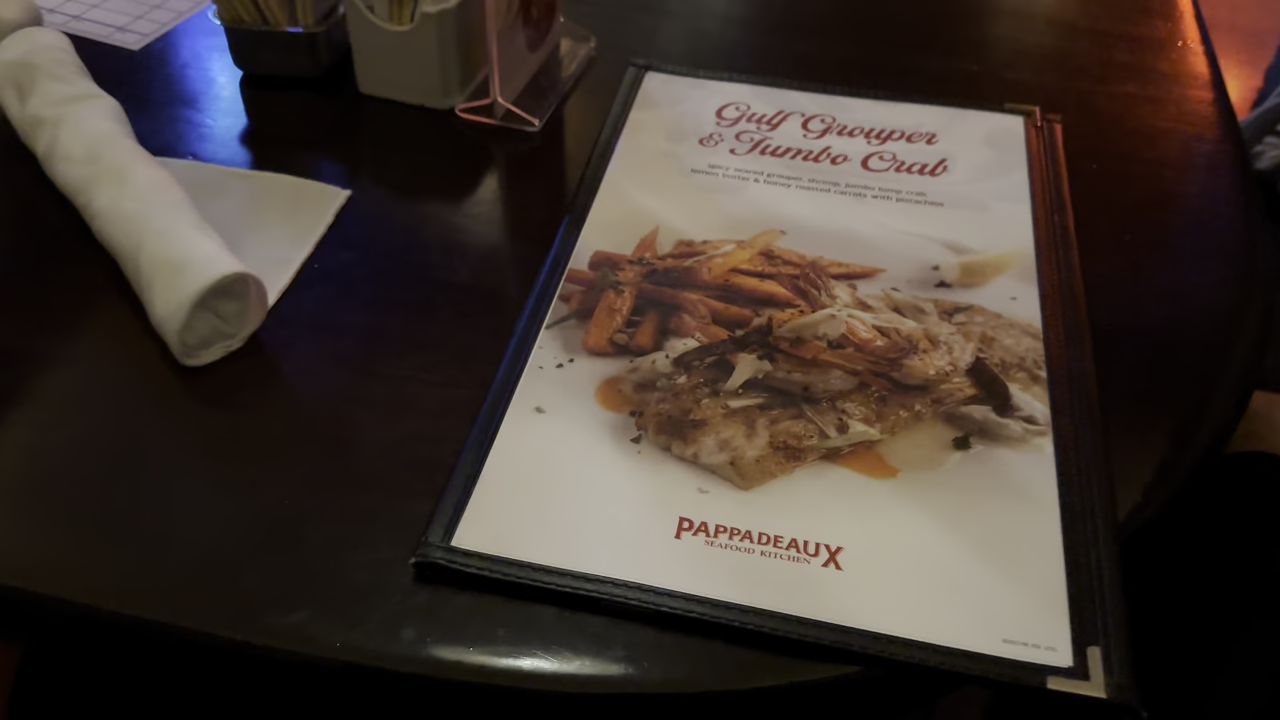 Gulf Grouper
& Jumbo Crab
spicy seared grouper, shrimp, jumbo lump crab,
lemon butter & honey roasted carrots with pistachios
PAPPADEAUX
SEAFOOD KITCHEN